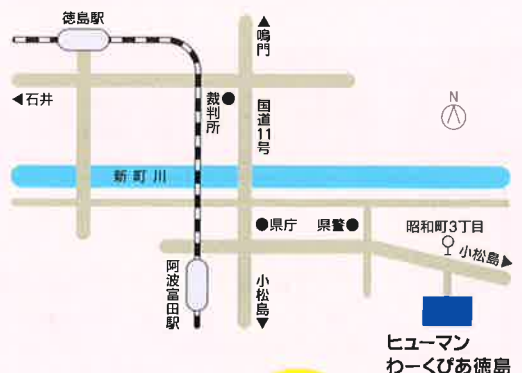 徳島駅
▲鳴門
◀石井
裁判所●
国道11号
N
新町川
●県庁
県警●
昭和町3丁目
小松島▶
阿波富田駅
小松島▼
ヒューマン
わーくぴあ徳島